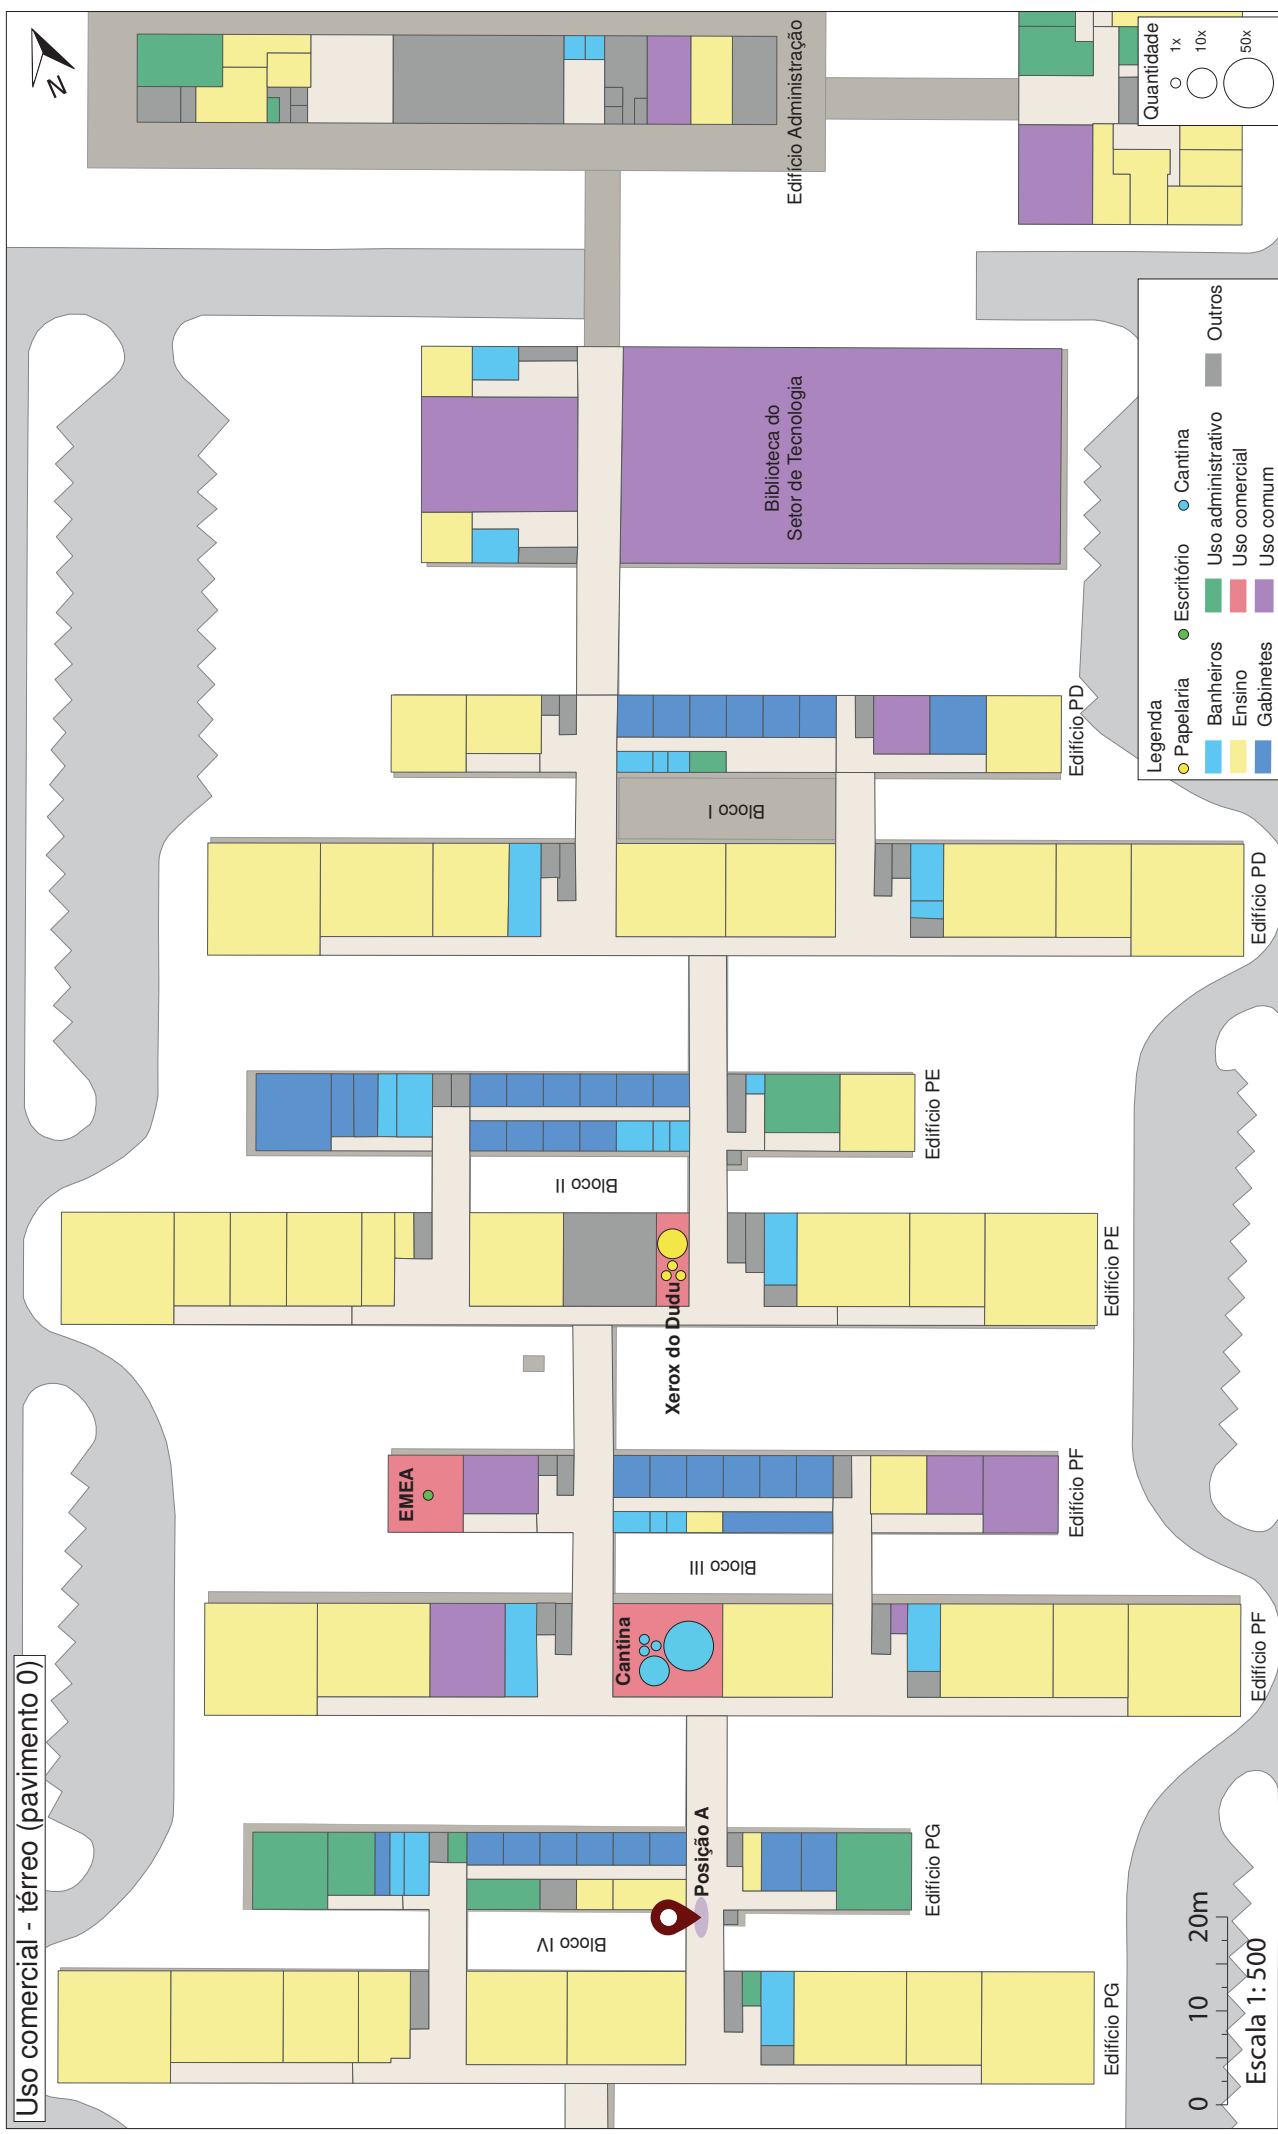 Uso comercial - térreo (pavimento 0)
N
Edifício Administração
Quantidade
1x
10x
50x
Biblioteca do
Setor de Tecnologia
Edifício PD
Bloco I
Edifício PD
Edifício PE
Bloco II
Edifício PE
Xerox do Dudu
EMEA
Edifício PF
Bloco III
Cantina
Edifício PF
Posição A
Edifício PG
Bloco IV
Edifício PG
Legenda
Papelaria Escritório Cantina
Banheiros Uso administrativo Outros
Ensino Uso comercial
Gabinetes Uso comum
0 10 20m
Escala 1: 500